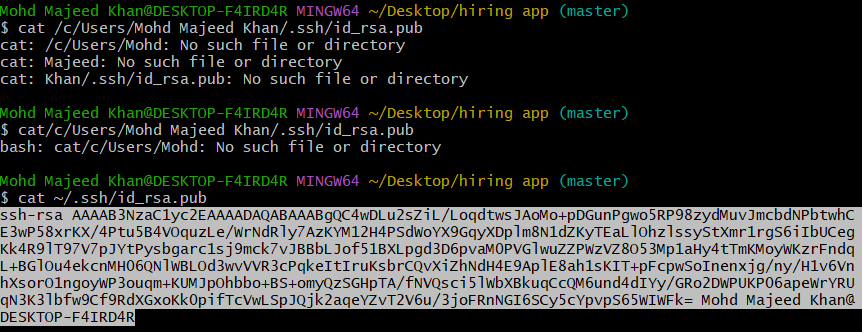 Mohd Majeed Khan@DESKTOP-F4IRD4R MINGW64 ~/Desktop/hiring app (master)
$ cat /c/Users/Mohd Majeed Khan/.ssh/id_rsa.pub
cat: /c/Users/Mohd: No such file or directory
cat: Majeed: No such file or directory
cat: Khan/.ssh/id_rsa.pub: No such file or directory

Mohd Majeed Khan@DESKTOP-F4IRD4R MINGW64 ~/Desktop/hiring app (master)
$ cat/c/Users/Mohd Majeed Khan/.ssh/id_rsa.pub
bash: cat/c/Users/Mohd: No such file or directory

Mohd Majeed Khan@DESKTOP-F4IRD4R MINGW64 ~/Desktop/hiring app (master)
$ cat ~/.ssh/id_rsa.pub
ssh-rsa AAAAB3NzaC1yc2EAAAADAQABAAABgQC4wDLu2sZiL/LoqdtwsJAoMo+pDGunPgwo5RP98zydMuvJmcbdNPbtwhC
E3wP58xrKX/4Ptu5B4VOquzLe/WrNdRly7AzKYM12H4PSdWoYX9GqyXDplm8N1dZKyTEaLlOhzlssyStXmr1rgS6iIbUCeg
Kk4R9lT97V7pJYtPysbgarc1sj9mck7vJBBbLJof51BXLpgd3D6pvaMOPVGlwuZZPWzVZ8O53Mp1aHy4tTmKMoyWKzrFndq
L+BGlOu4ekcnMHO6QNlWBLOd3wvVVR3cPqkeItIruKsbrCQvXiZhNdH4E9AplE8ah1sKIT+pFcpwSoInenxjg/ny/H1v6Vn
hXsorO1ngoyWP3ouqm+KUMJpOhbbo+BS+omyQzSGHpTA/fNVQsci5lWbXBkuqCcQM6und4dIYy/GRo2DWPUKP06apeWrYRU
qN3K3lbfw9Cf9RdXGxoKk0pifTcVwLSpJQjk2aqeYZvT2V6u/3joFRnNGI6SCy5cYpvpS65WIWFk= Mohd Majeed Khan@
DESKTOP-F4IRD4R